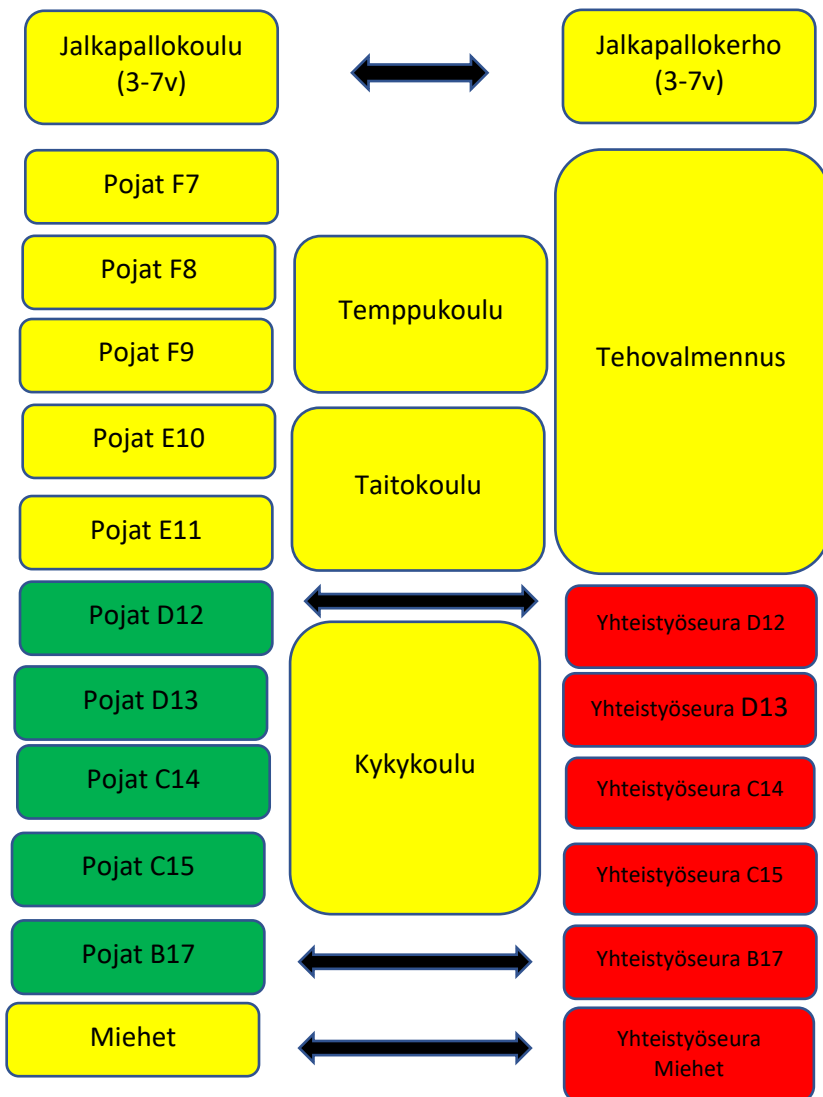 Jalkapallokoulu
(3-7v)
Jalkapallokerho
(3-7v)
Pojat F7
Pojat F8
Temppukoulu
Pojat F9
Tehovalmennus
Pojat E10
Taitokoulu
Pojat E11
Pojat D12
Yhteistyöseura D12
Pojat D13
Yhteistyöseura D13
Pojat C14
Kykykoulu
Yhteistyöseura C14
Pojat C15
Yhteistyöseura C15
Pojat B17
Yhteistyöseura B17
Miehet
Yhteistyöseura
Miehet